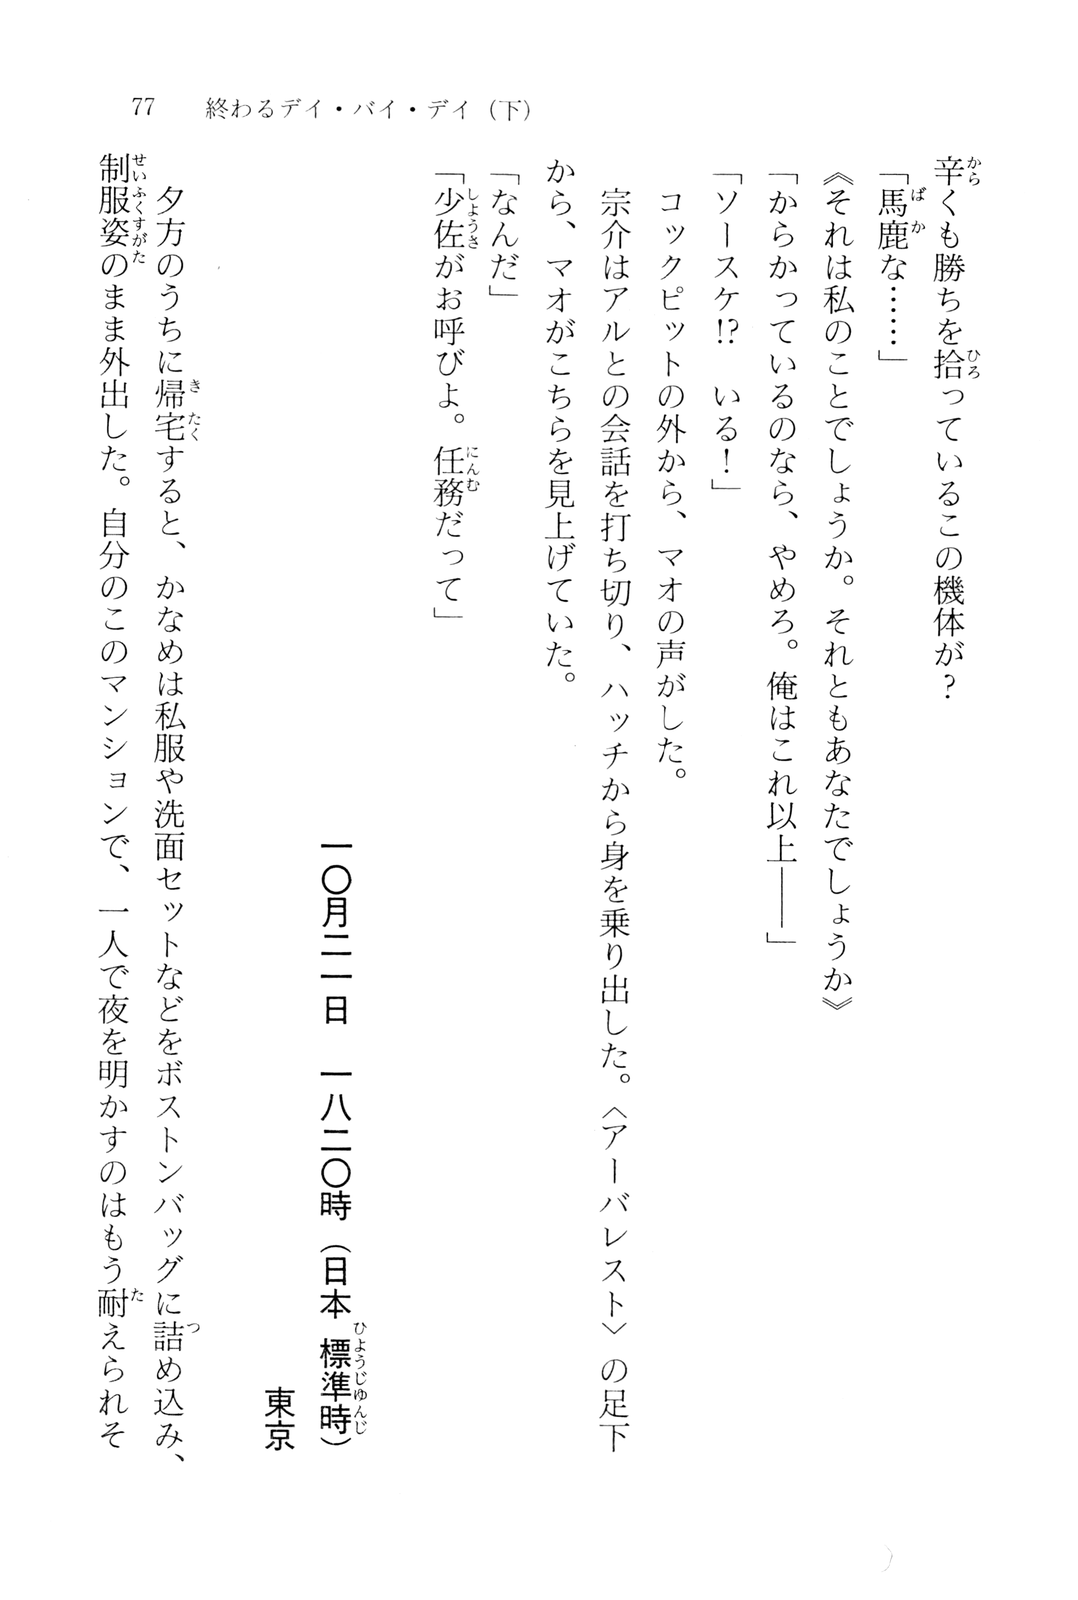 77　終わるデイ・バイ・デイ（下）
辛くも勝ちを拾っているこの機体が？
「馬鹿な……」
《それは私のことでしょうか。それともあなたでしょうか》
「からかっているのなら、やめろ。俺はこれ以上――」
「ソースケ!?　いる！」
　コックピットの外から、マオの声がした。
　宗介はアルとの会話を打ち切り、ハッチから身を乗り出した。〈アーバレスト〉の足下
から、マオがこちらを見上げていた。
「なんだ」
「少佐がお呼びよ。任務だって」
一〇月二一日　一八二〇時（日本標準時）
東京
　夕方のうちに帰宅すると、かなめは私服や洗面セットなどをボストンバッグに詰め込み、
制服姿のまま外出した。自分のこのマンションで、一人で夜を明かすのはもう耐えられそ